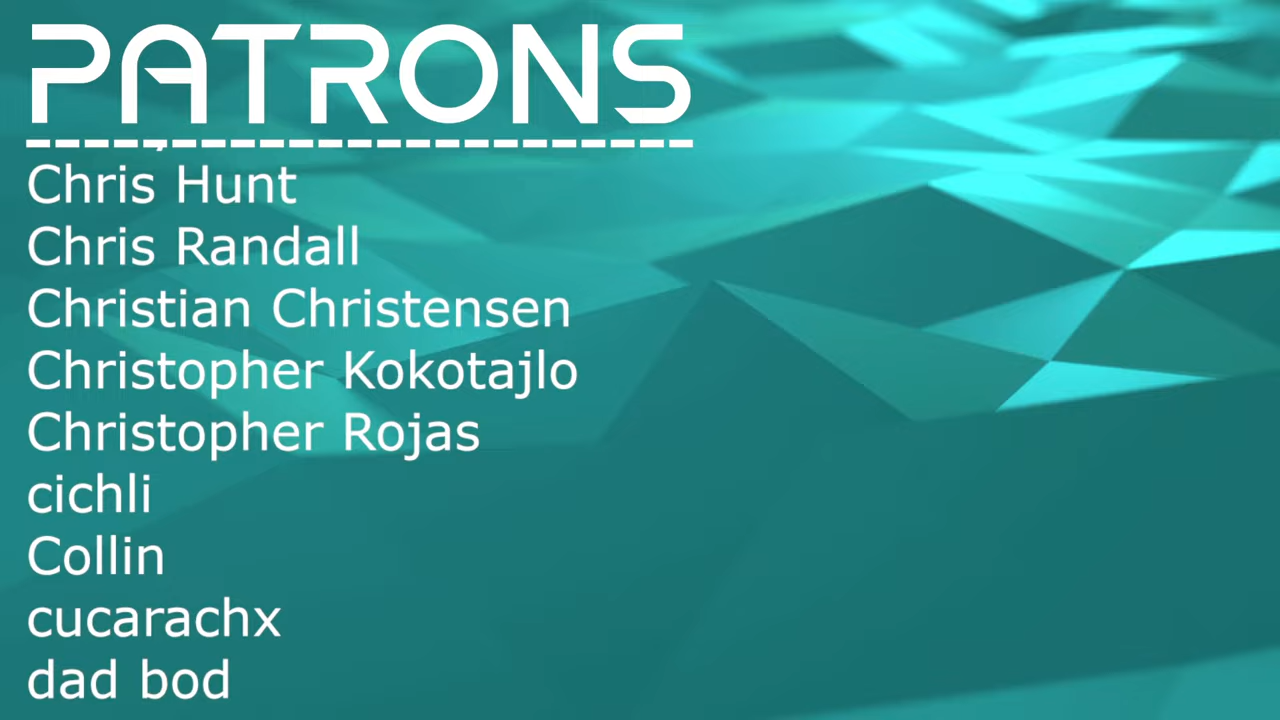 PATRONS
Chris Hunt
Chris Randall
Christian Christensen
Christopher Kokotajlo
Christopher Rojas
cichli
Collin
cucarachx
dad bod